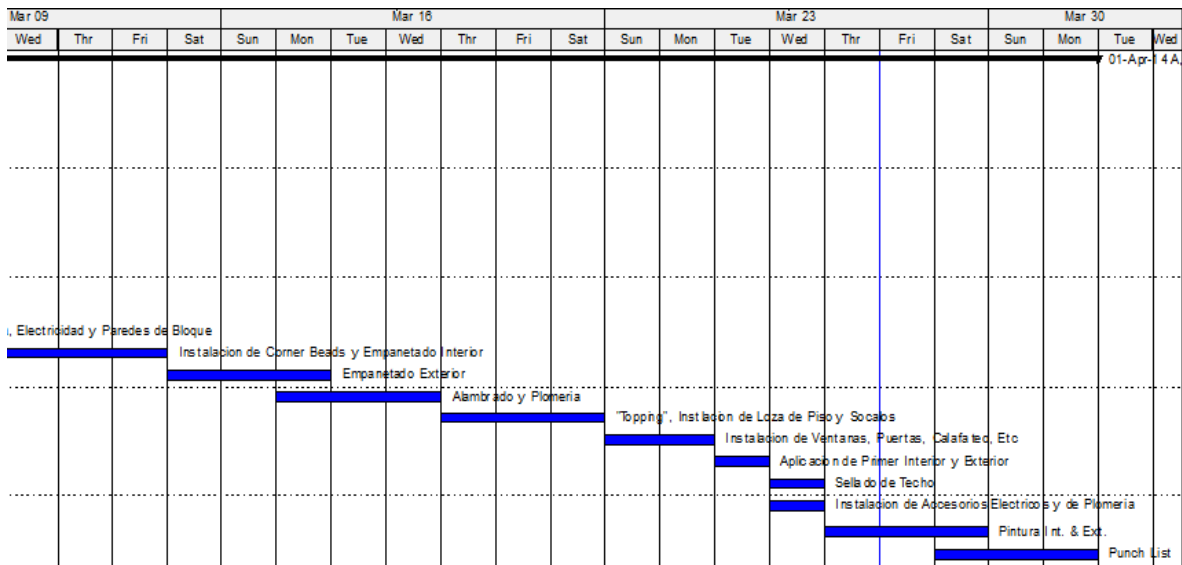 Mar 09 Mar 16 Mar 23 Mar 30
Wed Thr Fri Sat Sun Mon Tue Wed Thr Fri Sat Sun Mon Tue Wed Thr Fri Sat Sun Mon Tue Wed
01-Apr-14 A,
, Electricidad y Paredes de Bloque
Instalacion de Corner Beads y Empanetado Interior
Empanetado Exterior
Alambrado y Plomeria
"Topping", Instlacion de Loza de Piso y Socalos
Instalacion de Ventanas, Puertas, Calafateo, Etc
Aplicacion de Primer Interior y Exterior
Sellado de Techo
Instalacion de Accesorios Electricos y de Plomeria
Pintura Int. & Ext.
Punch List